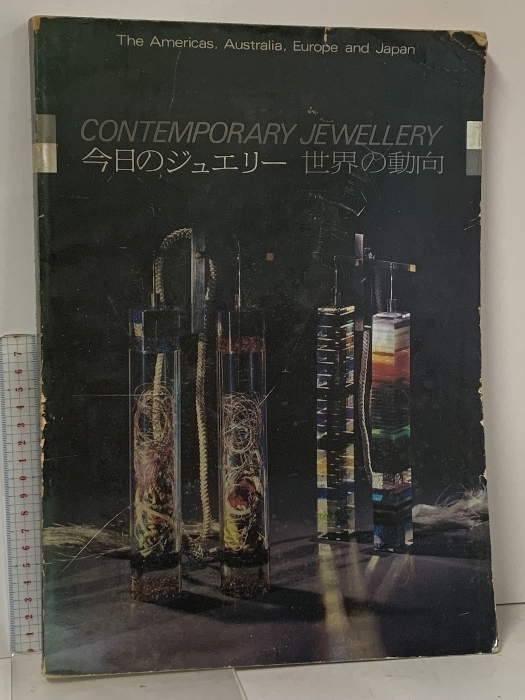 The Americas, Australia, Europe and Japan
CONTEMPORARY JEWELLERY
今日のジュエリー 世界の動向